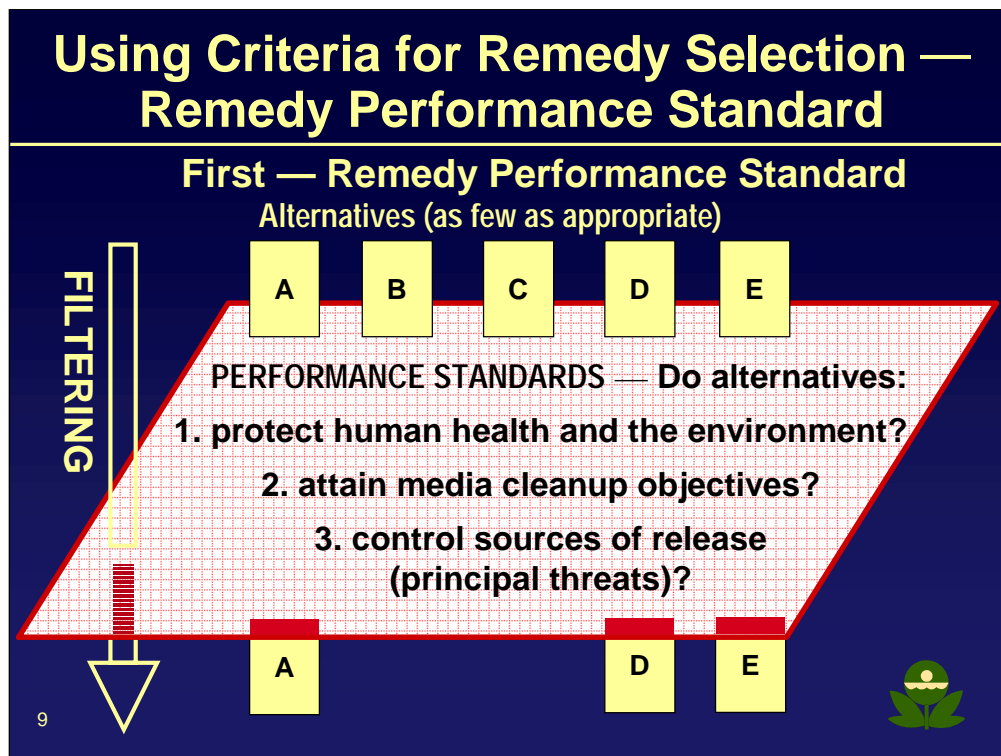 Using Criteria for Remedy Selection —
Remedy Performance Standard
First — Remedy Performance Standard
Alternatives (as few as appropriate)
FILTERING
A B C D E
PERFORMANCE STANDARDS — Do alternatives:
1. protect human health and the environment?
2. attain media cleanup objectives?
3. control sources of release
(principal threats)?
A D E
9